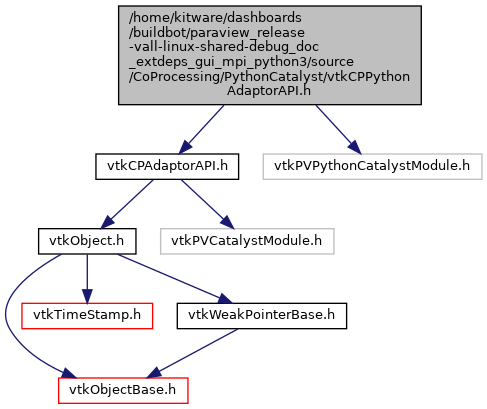 /home/kitware/dashboards
/buildbot/paraview_release
-vall-linux-shared-debug_doc
_extdeps_gui_mpi_python3/source
/CoProcessing/PythonCatalyst/vtkCPPython
AdaptorAPI.h
vtkCPAdaptorAPI.h
vtkPVPythonCatalystModule.h
vtkObject.h
vtkPVCatalystModule.h
vtkTimeStamp.h
vtkWeakPointerBase.h
vtkObjectBase.h